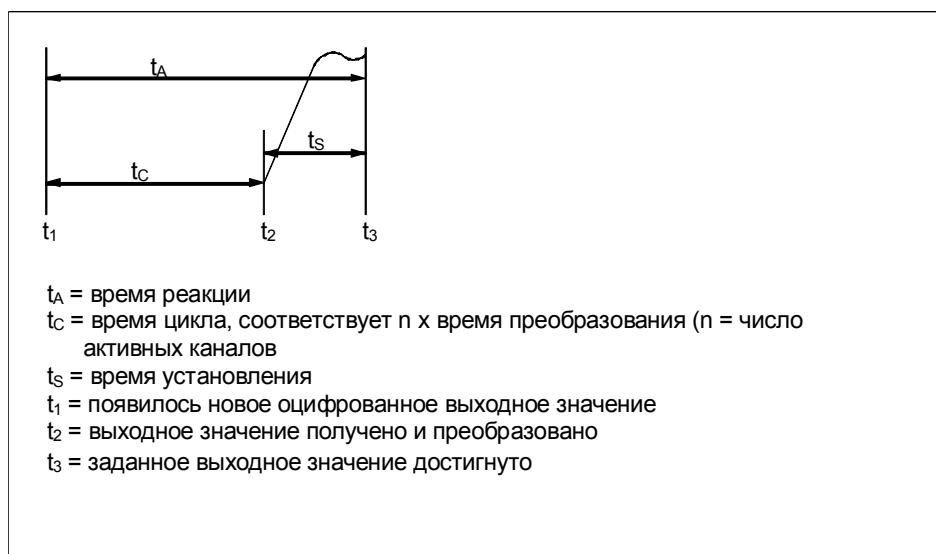 tA
tS
tC
t1 t2 t3
tA = время реакции
tC = время цикла, соответствует n x время преобразования (n = число
активных каналов
tS = время установления
t1 = появилось новое оцифрованное выходное значение
t2 = выходное значение получено и преобразовано
t3 = заданное выходное значение достигнуто